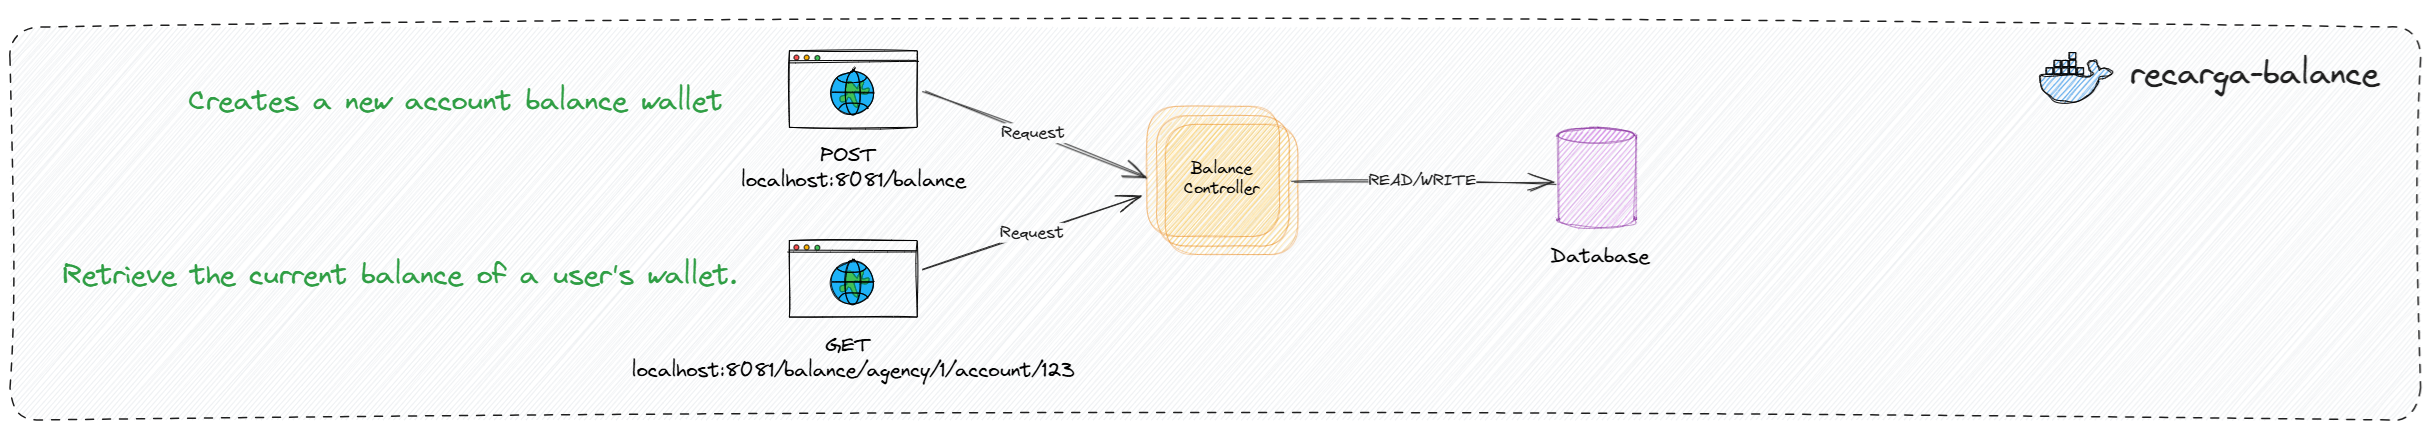 recarga-balance
Creates a new account balance wallet
POST
localhost:8081/balance
Request
Balance
Controller
READ/WRITE
Database
Request
Retrieve the current balance of a user's wallet.
GET
localhost:8081/balance/agency/1/account/123